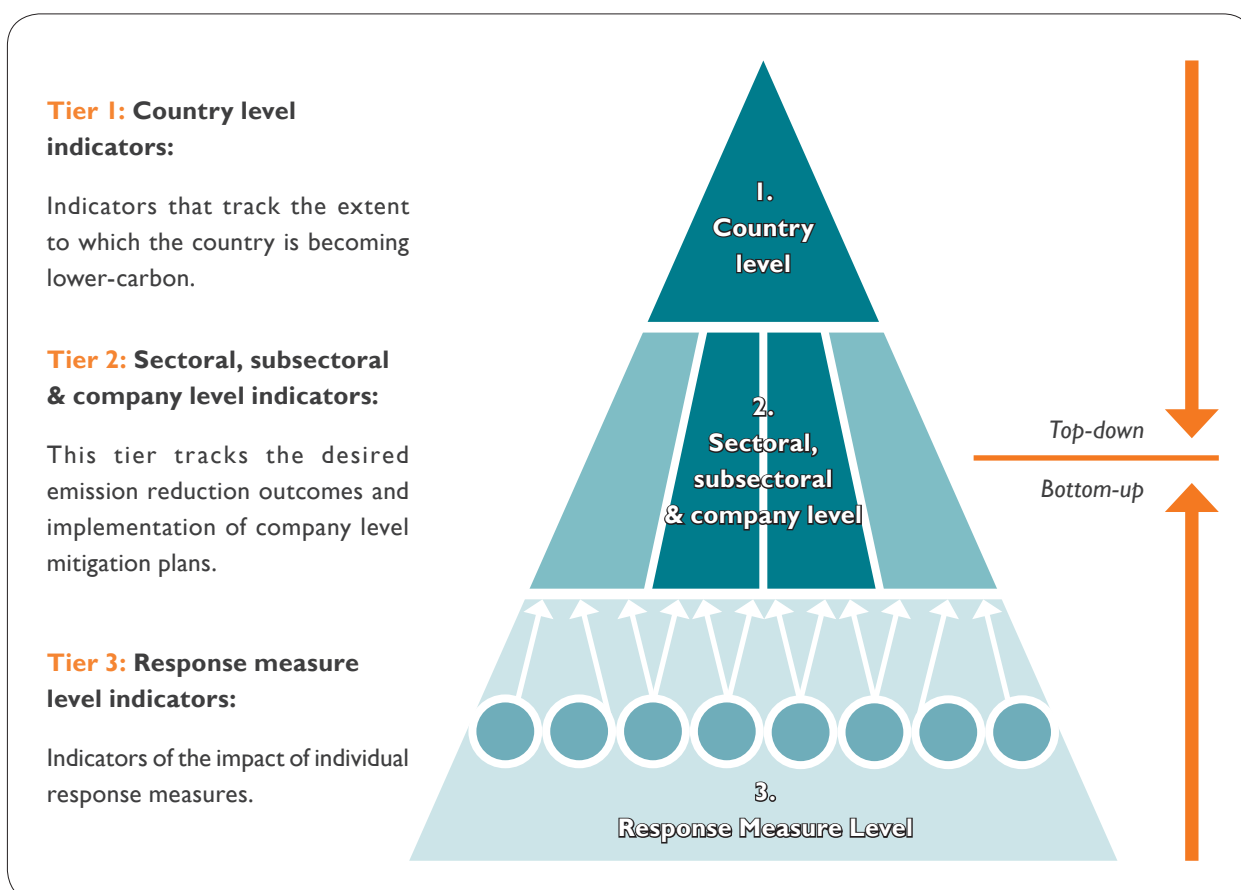 Tier 1: Country level
indicators:
Indicators that track the extent
to which the country is becoming
lower-carbon.
Tier 2: Sectoral, subsectoral
& company level indicators:
This tier tracks the desired
emission reduction outcomes and
implementation of company level
mitigation plans.
Tier 3: Response measure
level indicators:
Indicators of the impact of individual
response measures.
1.
Country
level
2.
Sectoral,
subsectoral
& company level
3.
Response Measure Level
Top-down
Bottom-up